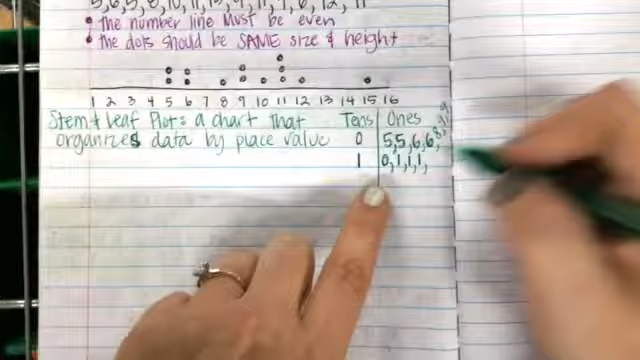 • the number line MUST be even
• the dots should be SAME size & height
1 2 3 4 5 6 7 8 9 10 11 12 13 14 15 16
Stem & Leaf Plot: a chart that Tens Ones
organizes data by place value 0 5,5,6,6,8,
1 0,1,1,1,